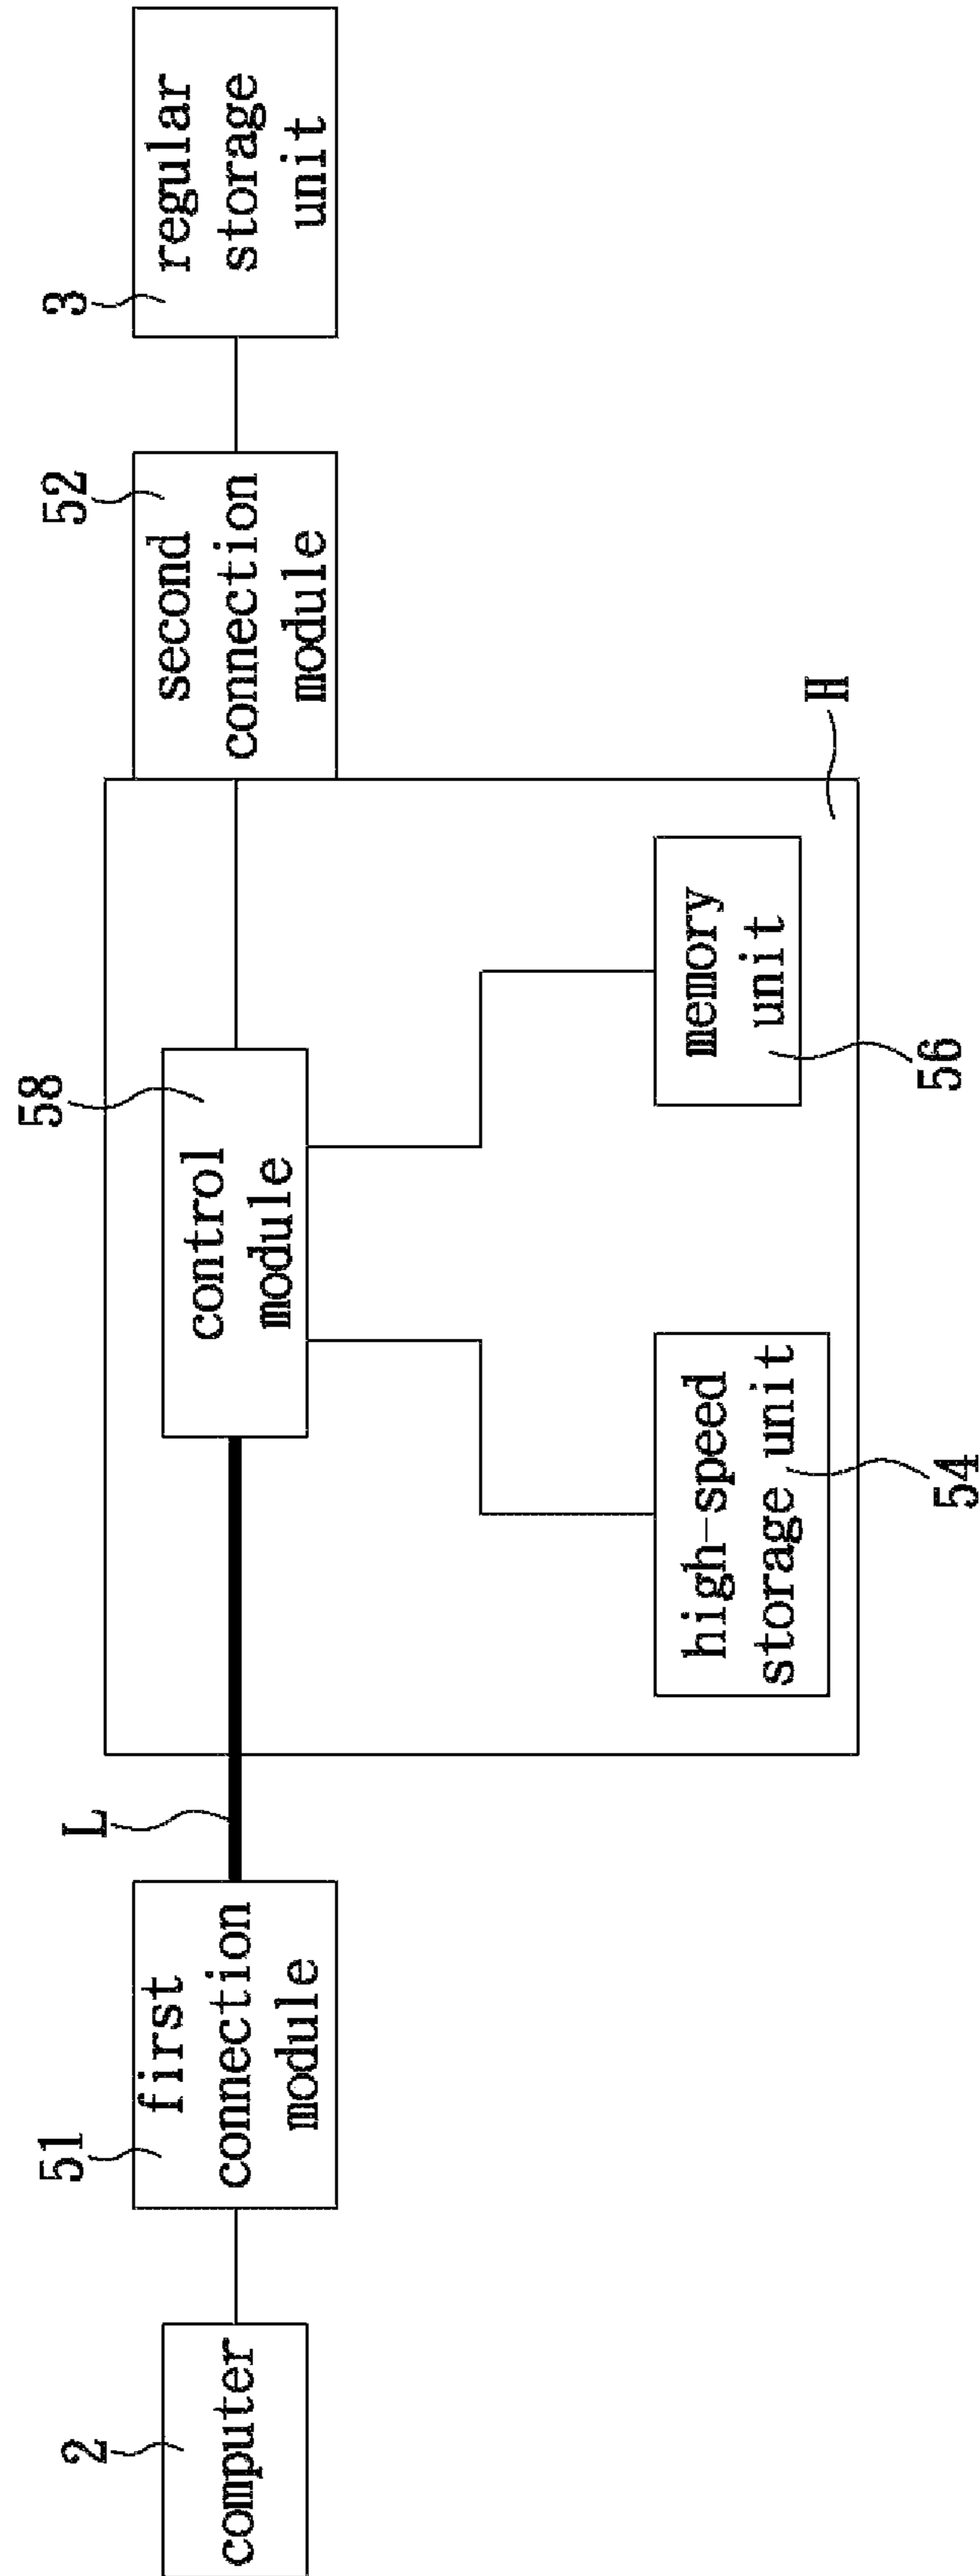 2
computer
51
first
connection
module
L
58
control
module
high-speed
storage unit
54
memory
unit
56
H
52
second
connection
module
3
regular
storage
unit